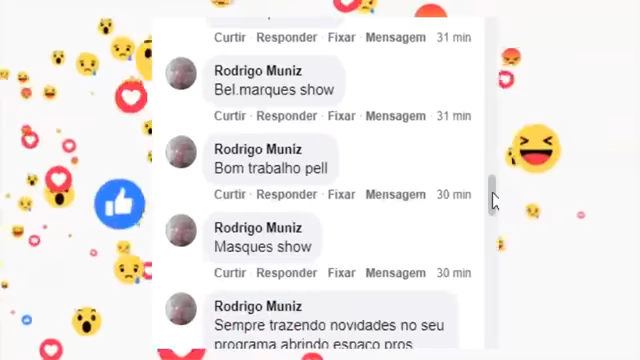 Curtir · Responder · Fixar · Mensagem 31 min
Rodrigo Muniz
Bel.marques show
Curtir · Responder · Fixar · Mensagem 31 min
Rodrigo Muniz
Bom trabalho pell
Curtir · Responder · Fixar · Mensagem 30 min
Rodrigo Muniz
Masques show
Curtir · Responder · Fixar · Mensagem 30 min
Rodrigo Muniz
Sempre trazendo novidades no seu
programa abrindo espaço pros